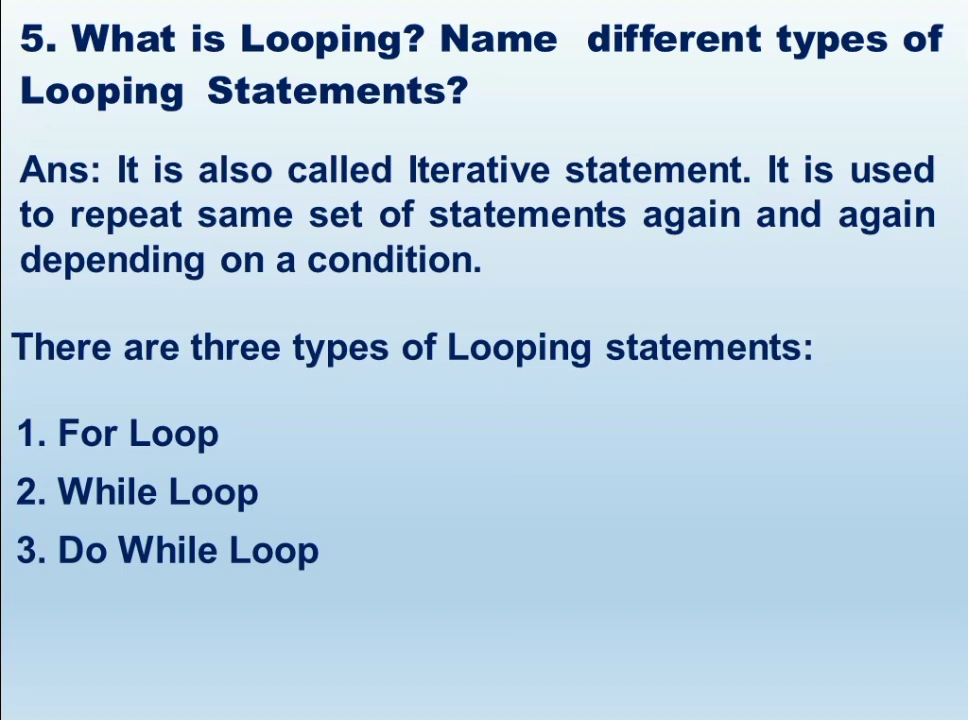 5. What is Looping? Name different types of
Looping Statements?
Ans: It is also called Iterative statement. It is used
to repeat same set of statements again and again
depending on a condition.
There are three types of Looping statements:
1. For Loop
2. While Loop
3. Do While Loop